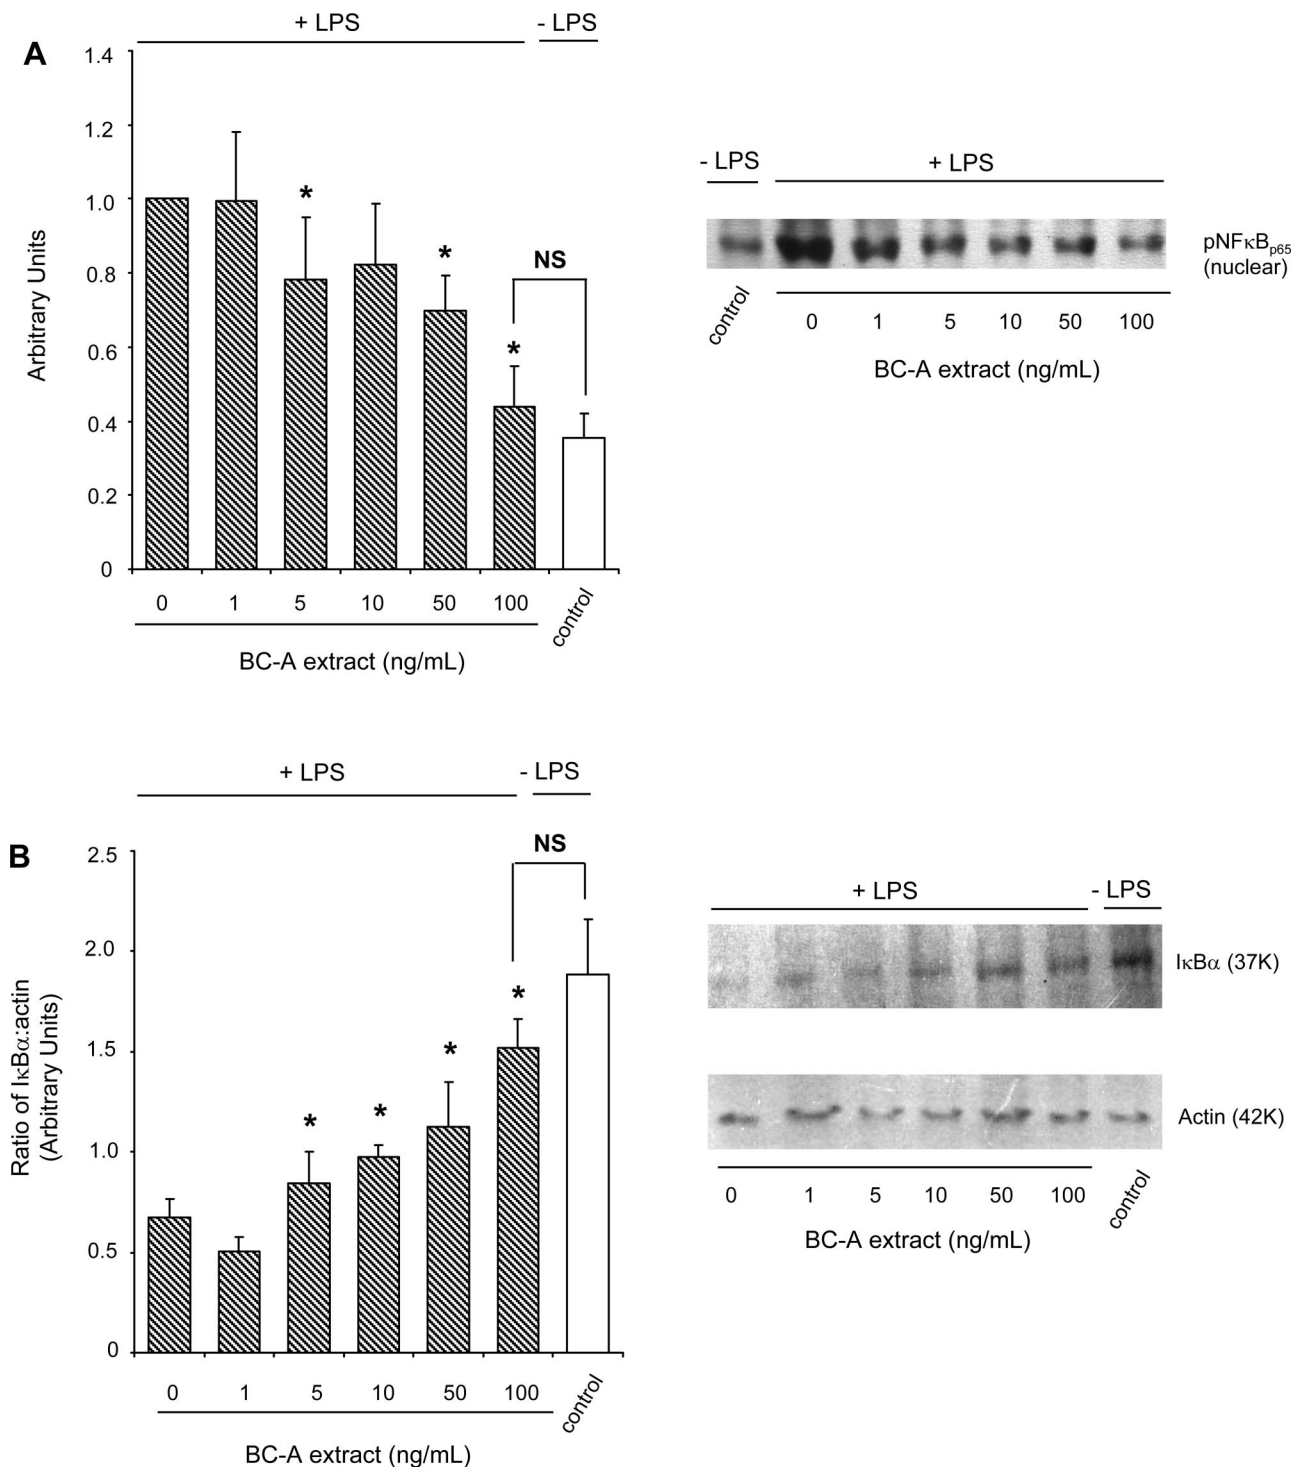 + LPS
- LPS
A
1.4
1.2
1.0
0.8
0.6
0.4
0.2
0
Arbitrary Units
*
*
*
NS
0 1 5 10 50 100 control
BC-A extract (ng/mL)
- LPS
+ LPS
pNFκBp65
(nuclear)
control 0 1 5 10 50 100
BC-A extract (ng/mL)
+ LPS
- LPS
B
2.5
2.0
1.5
1.0
0.5
0
Ratio of IκBα:actin
(Arbitrary Units)
*
*
*
*
NS
0 1 5 10 50 100 control
BC-A extract (ng/mL)
+ LPS
- LPS
IκBα (37K)
Actin (42K)
0 1 5 10 50 100 control
BC-A extract (ng/mL)